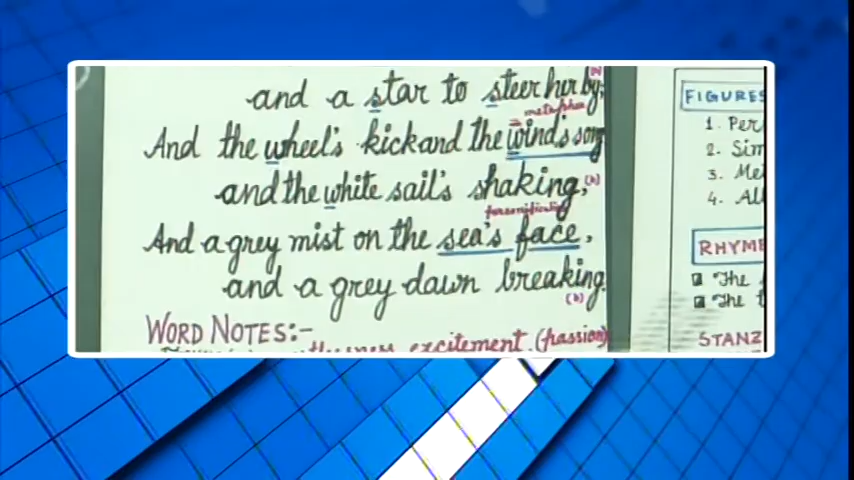 and a star to steer her by, (a)
metaphor
And the wheel's kick and the wind's song
and the white sail's shaking, (b)
personification
And a grey mist on the sea's face,
and a grey dawn breaking.
(b)
WORD NOTES:-
excitement (passion)
FIGURES
1. Per
2. Sim
3. Me
4. All
RHYME
The
The
STANZ